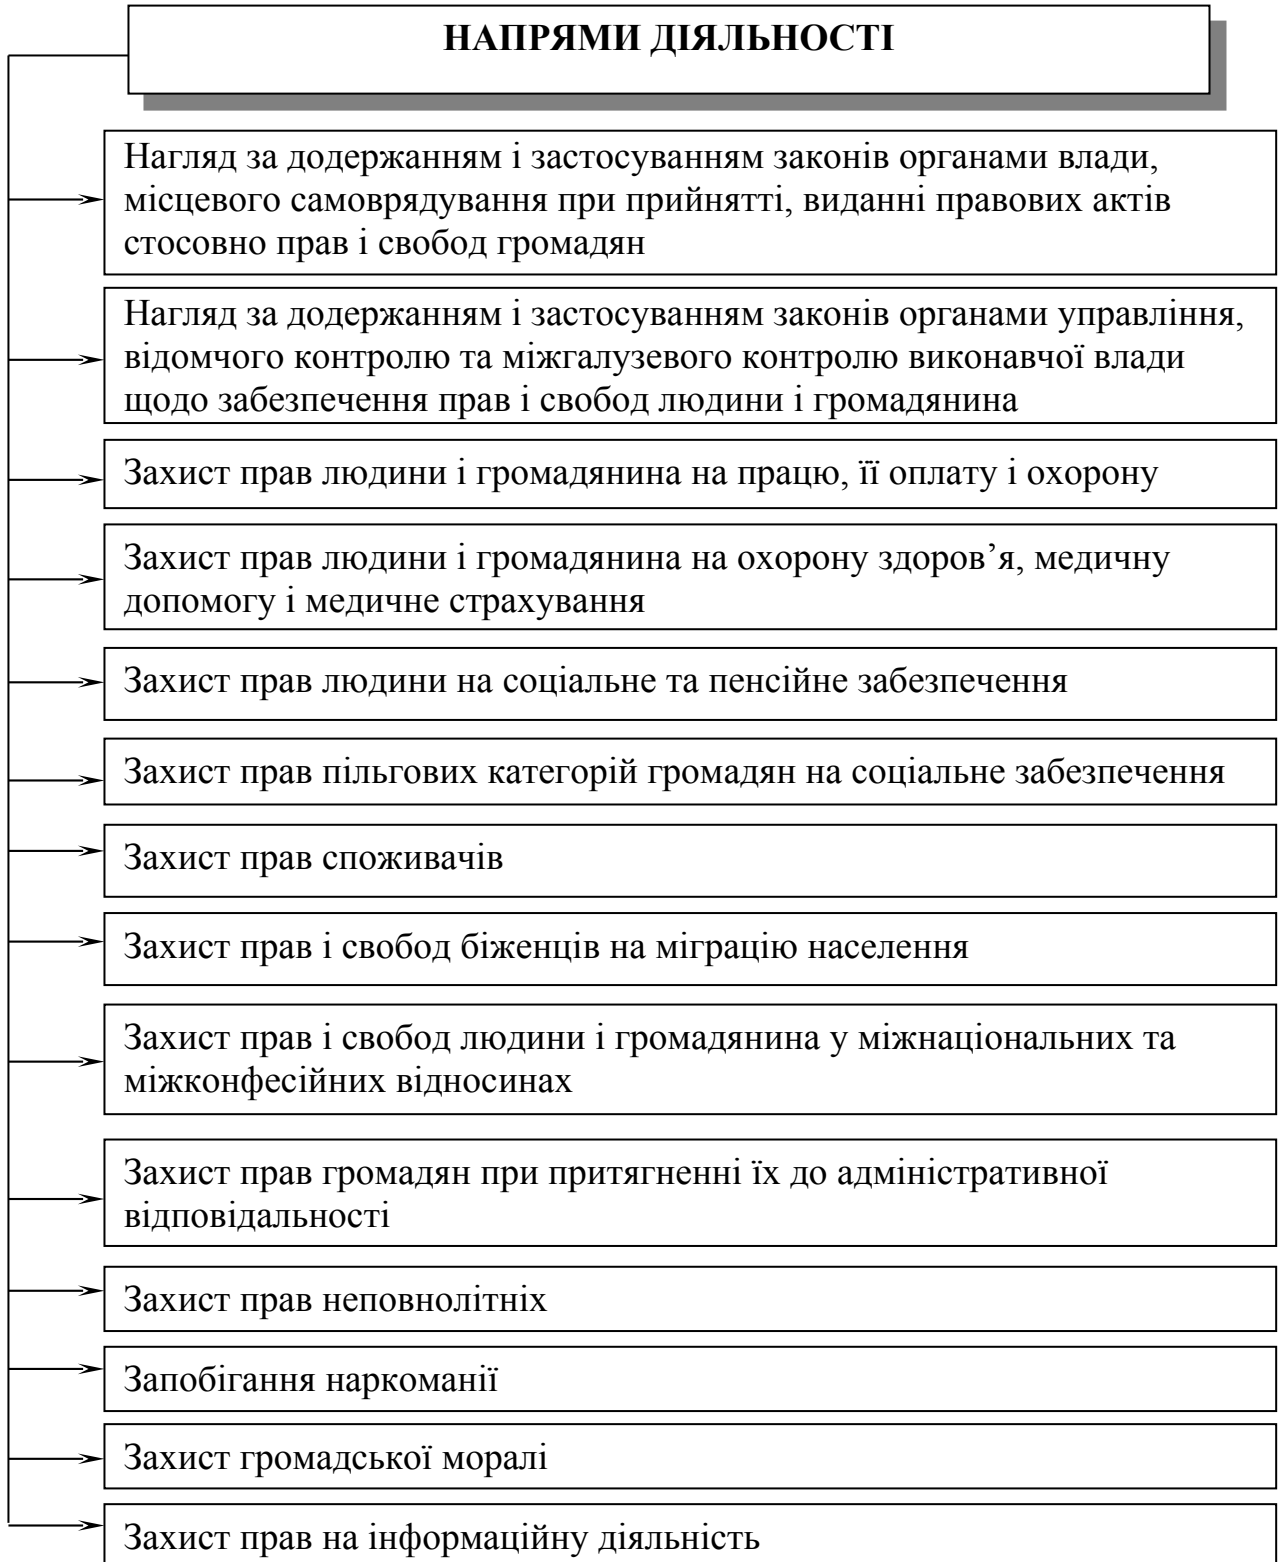 НАПРЯМИ ДІЯЛЬНОСТІ
Нагляд за додержанням і застосуванням законів органами влади,
місцевого самоврядування при прийнятті, виданні правових актів
стосовно прав і свобод громадян
Нагляд за додержанням і застосуванням законів органами управління,
відомчого контролю та міжгалузевого контролю виконавчої влади
щодо забезпечення прав і свобод людини і громадянина
Захист прав людини і громадянина на працю, її оплату і охорону
Захист прав людини і громадянина на охорону здоров’я, медичну
допомогу і медичне страхування
Захист прав людини на соціальне та пенсійне забезпечення
Захист прав пільгових категорій громадян на соціальне забезпечення
Захист прав споживачів
Захист прав і свобод біженців на міграцію населення
Захист прав і свобод людини і громадянина у міжнаціональних та
міжконфесійних відносинах
Захист прав громадян при притягненні їх до адміністративної
відповідальності
Захист прав неповнолітніх
Запобігання наркоманії
Захист громадської моралі
Захист прав на інформаційну діяльність